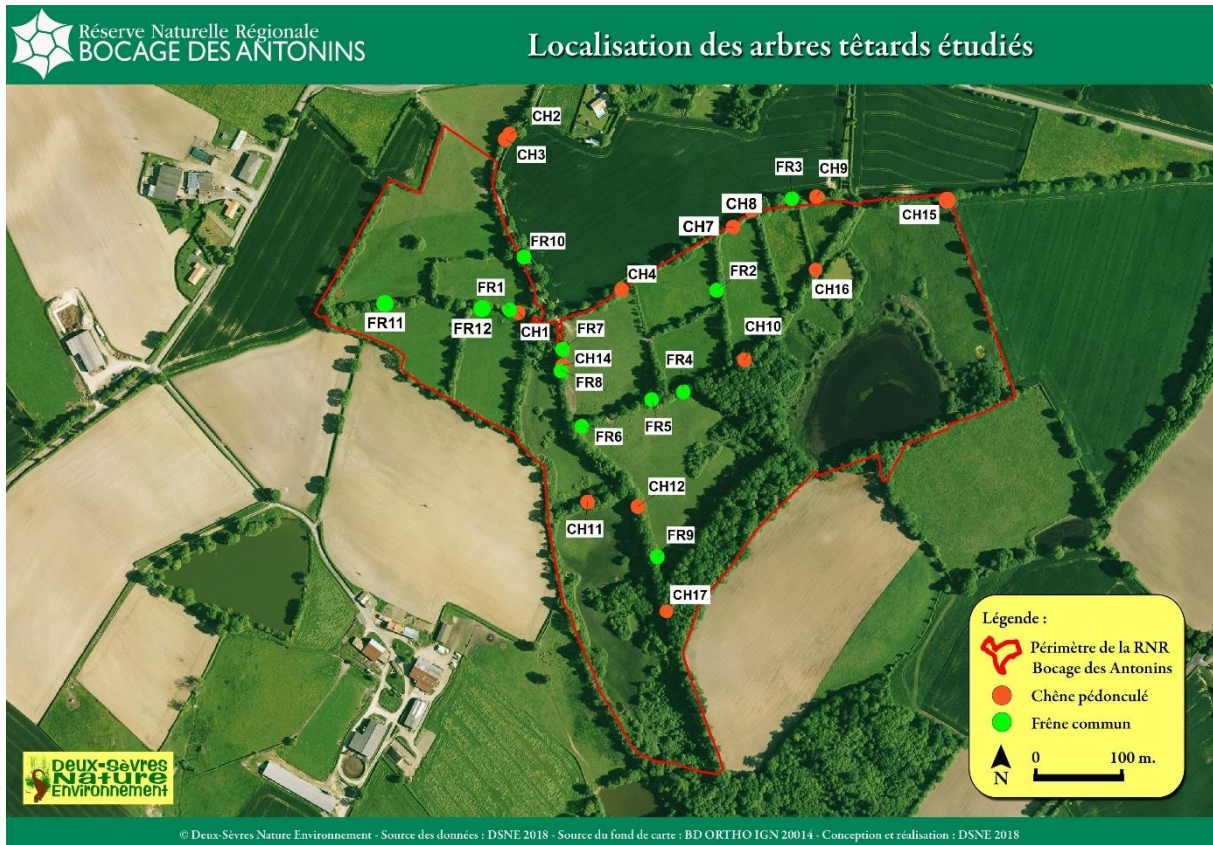 Réserve Naturelle Régionale
BOCAGE DES ANTONINS
Localisation des arbres têtards étudiés
CH2
CH3
FR3
CH9
CH8
CH7
CH15
FR10
CH4
FR2
CH16
FR1
FR11
FR12
CH1
FR7
CH14
FR8
CH10
FR4
FR5
FR6
CH12
CH11
FR9
CH17
Légende :
Périmètre de la RNR
Bocage des Antonins
Chêne pédonculé
Frêne commun
N
0 100 m.
Deux-Sèvres
Nature
Environnement
© Deux-Sèvres Nature Environnement - Source des données : DSNE 2018 - Source du fond de carte : BD ORTHO IGN 20014 - Conception et réalisation : DSNE 2018